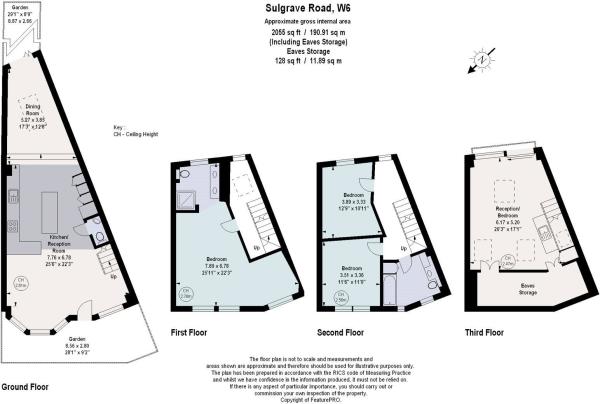 Sulgrave Road, W6
Approximate gross internal area
2055 sq ft / 190.91 sq m
(Including Eaves Storage)
Eaves Storage
128 sq ft / 11.89 sq m
Key :
CH - Ceiling Height
Garden
29'1" x 8'9"
8.87 x 2.66
Dining
Room
5.27 x 3.85
17'3" x 12'8"
Kitchen/
Reception
Room
7.76 x 6.78
25'6" x 22'3"
Up
CH
2.81m
Garden
8.56 x 2.80
28'1" x 9'2"
Ground Floor
Bedroom
7.89 x 6.78
25'11" x 22'3"
Up
CH
First Floor
Bedroom
3.89 x 3.33
12'9" x 10'11"
Up
Bedroom
3.51 x 3.36
11'6" x 11'0"
CH
2.50m
Second Floor
Reception/
Bedroom
6.17 x 5.20
20'3" x 17'1"
CH
2.47m
Eaves
Storage
Third Floor
The floor plan is not to scale and measurements and
areas shown are approximate and therefore should be used for illustrative purposes only.
The plan has been prepared in accordance with the RICS code of Measuring Practice
and whilst we have confidence in the information produced, it must not be relied on.
If there is any aspect of particular importance, you should carry out or
commission your own inspection of the property.
Copyright of FeaturePRO.